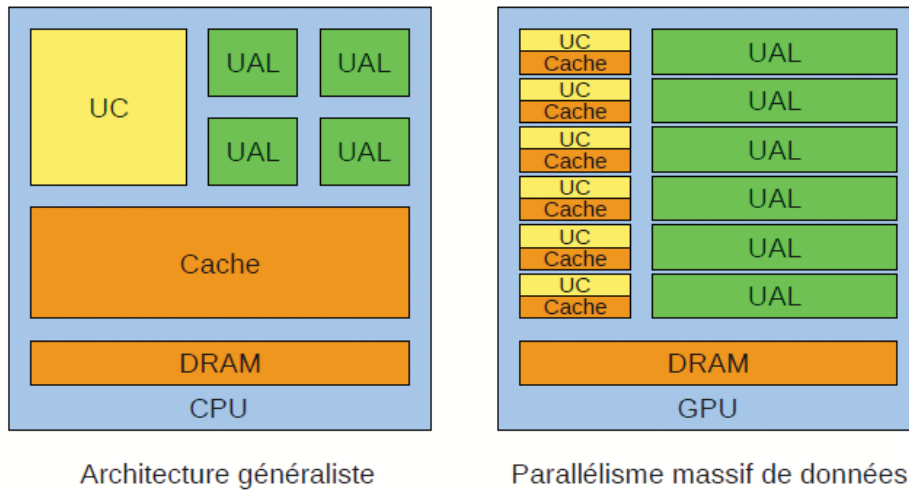 UC
UAL UAL
UAL UAL
Cache
DRAM
CPU
Architecture généraliste
UC
Cache
UAL
UC
Cache
UAL
UC
Cache
UAL
UC
Cache
UAL
UC
Cache
UAL
UC
Cache
UAL
DRAM
GPU
Parallélisme massif de données